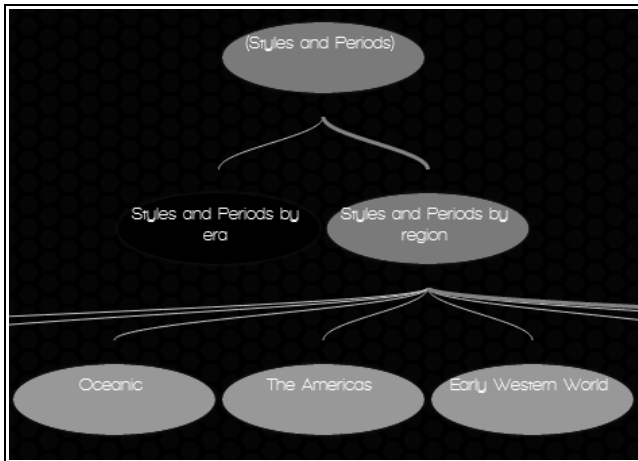 (Styles and Periods)
Styles and Periods by
era
Styles and Periods by
region
Oceanic
The Americas
Early Western World